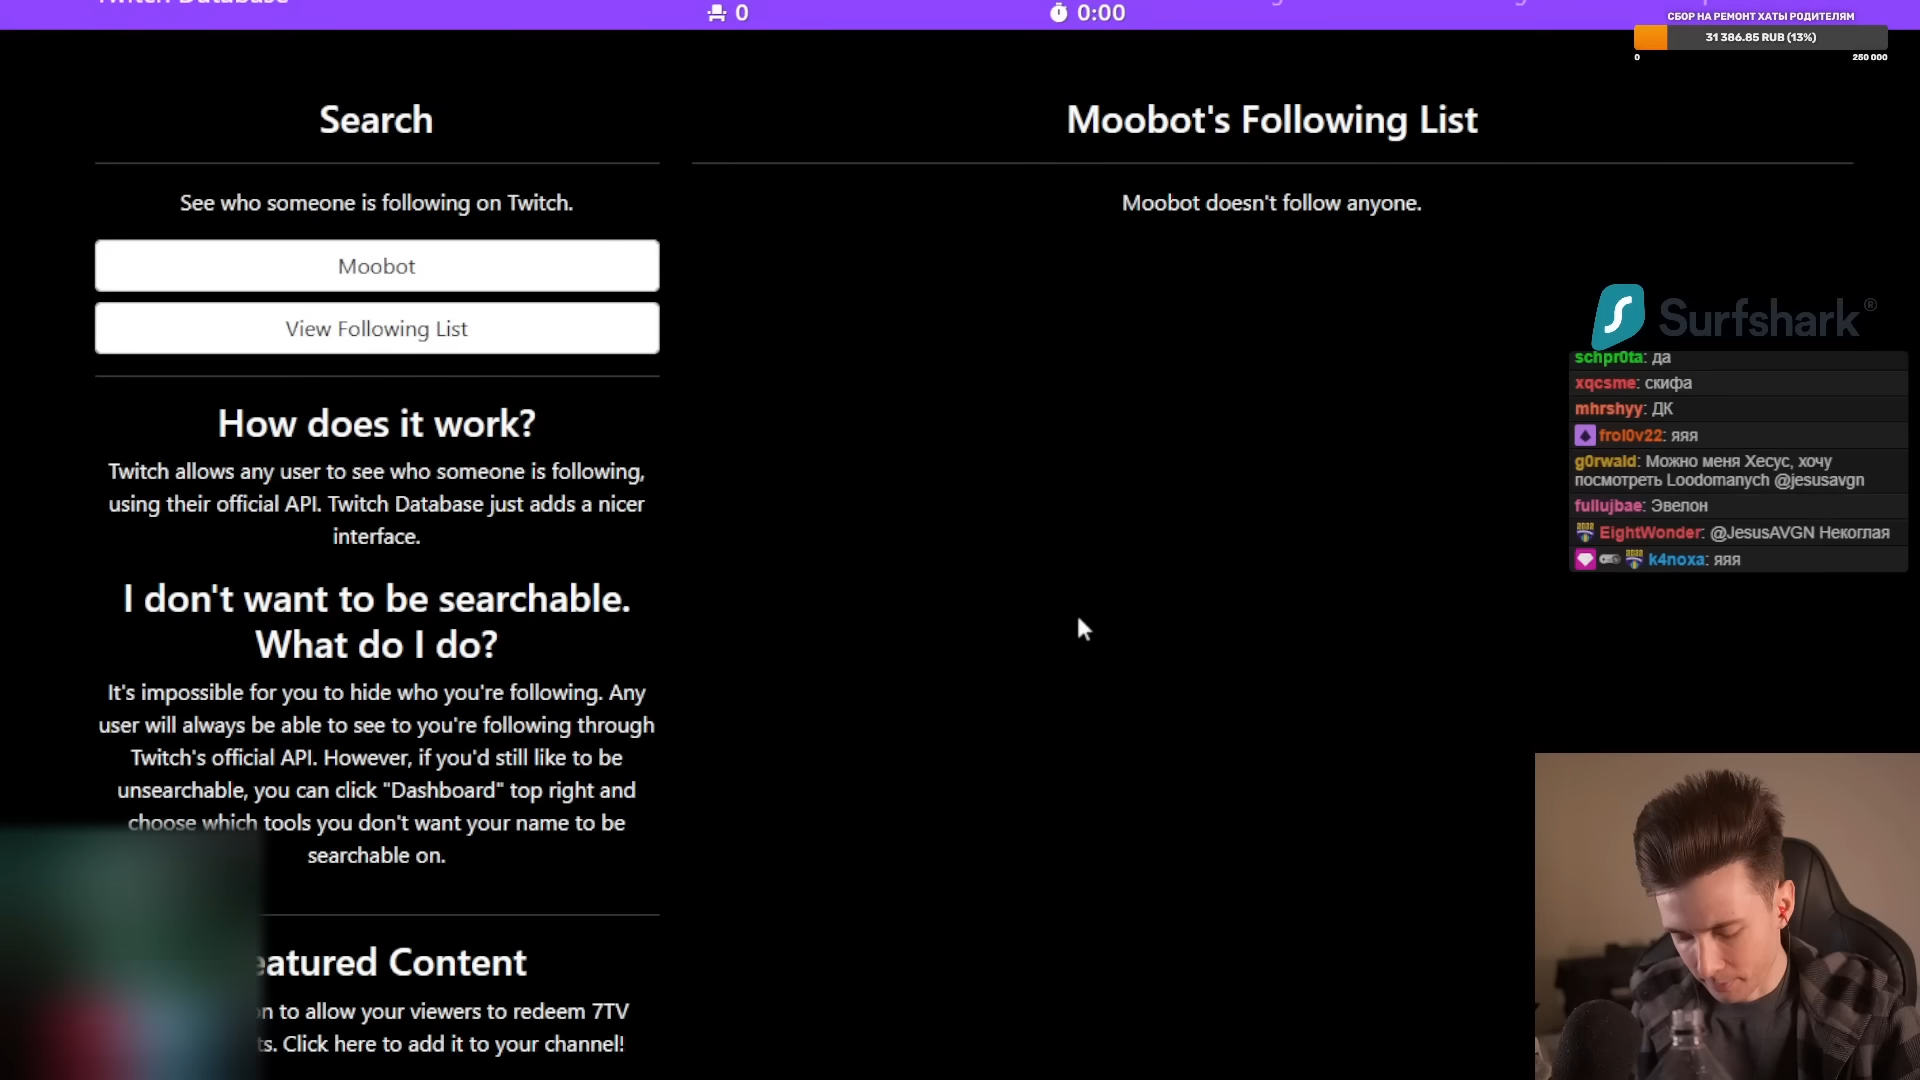 Twitch Database
0
0:00
СБОР НА РЕМОНТ ХАТЫ РОДИТЕЛЯМ
31 386.85 RUB (13%)
0
250 000
Search
See who someone is following on Twitch.
Moobot
View Following List
How does it work?
Twitch allows any user to see who someone is following,
using their official API. Twitch Database just adds a nicer
interface.
I don't want to be searchable.
What do I do?
It's impossible for you to hide who you're following. Any
user will always be able to see to you're following through
Twitch's official API. However, if you'd still like to be
unsearchable, you can click "Dashboard" top right and
choose which tools you don't want your name to be
searchable on.
eatured Content
on to allow your viewers to redeem 7TV
ts. Click here to add it to your channel!
Moobot's Following List
Moobot doesn't follow anyone.
Surfshark®
schpr0ta: да
xqcsme: скифа
mhrshyy: ДК
frol0v22: яяя
g0rwald: Можно меня Хесус, хочу
посмотреть Loodomanych @jesusavgn
fullujbae: Эвелон
EightWonder: @JesusAVGN Некоглая
k4noxa: яяя